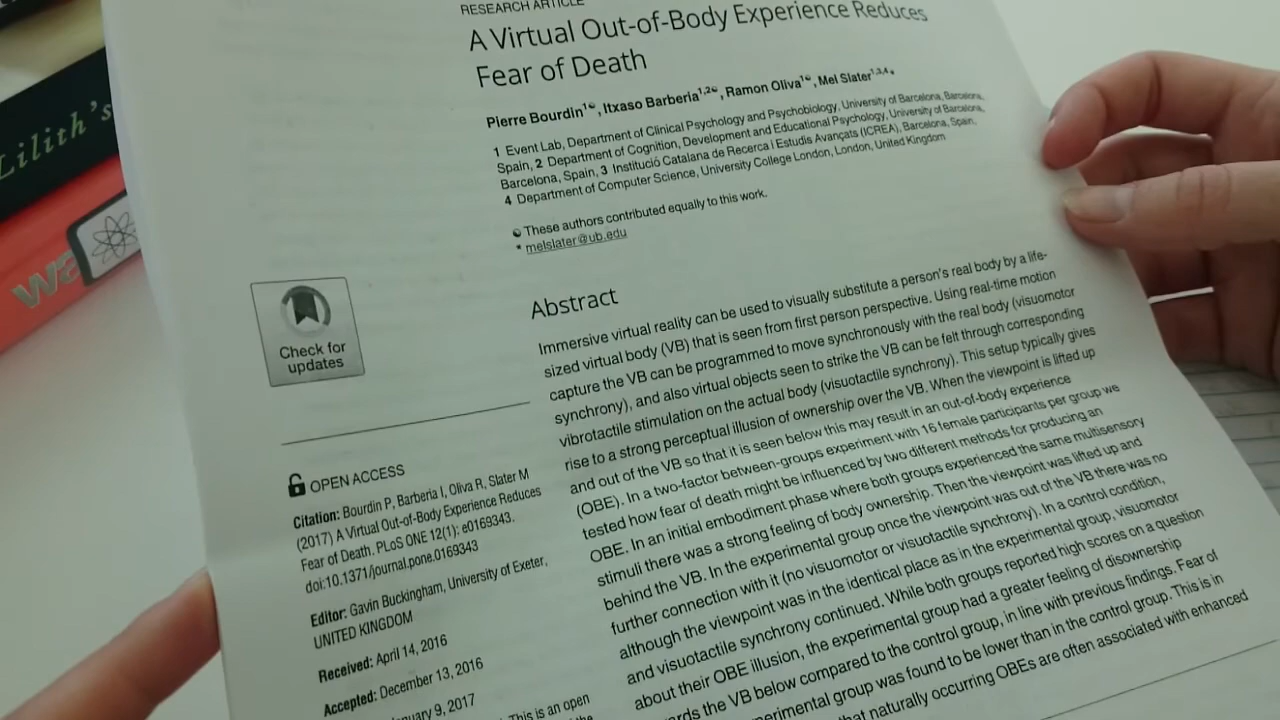 Lilith's
wa
RESEARCH ARTICLE
A Virtual Out-of-Body Experience Reduces
Fear of Death
Pierre Bourdin1☯, Itxaso Barberia1,2☯, Ramon Oliva1☯, Mel Slater1,3,4*
1 Event Lab, Department of Clinical Psychology and Psychobiology, University of Barcelona, Barcelona,
Spain, 2 Department of Cognition, Development and Educational Psychology, University of Barcelona,
Barcelona, Spain, 3 Institució Catalana de Recerca i Estudis Avançats (ICREA), Barcelona, Spain,
4 Department of Computer Science, University College London, London, United Kingdom
☯ These authors contributed equally to this work.
* melslater@ub.edu
Check for
updates
OPEN ACCESS
Citation: Bourdin P, Barberia I, Oliva R, Slater M
(2017) A Virtual Out-of-Body Experience Reduces
Fear of Death. PLoS ONE 12(1): e0169343.
doi:10.1371/journal.pone.0169343
Editor: Gavin Buckingham, University of Exeter,
UNITED KINGDOM
Received: April 14, 2016
Accepted: December 13, 2016
nuary 9, 2017
This is an open
Abstract
Immersive virtual reality can be used to visually substitute a person's real body by a life-
sized virtual body (VB) that is seen from first person perspective. Using real-time motion
capture the VB can be programmed to move synchronously with the real body (visuomotor
synchrony), and also virtual objects seen to strike the VB can be felt through corresponding
vibrotactile stimulation on the actual body (visuotactile synchrony). This setup typically gives
rise to a strong perceptual illusion of ownership over the VB. When the viewpoint is lifted up
and out of the VB so that it is seen below this may result in an out-of-body experience
(OBE). In a two-factor between-groups experiment with 16 female participants per group we
tested how fear of death might be influenced by two different methods for producing an
OBE. In an initial embodiment phase where both groups experienced the same multisensory
stimuli there was a strong feeling of body ownership. Then the viewpoint was lifted up and
behind the VB. In the experimental group once the viewpoint was out of the VB there was no
further connection with it (no visuomotor or visuotactile synchrony). In a control condition,
although the viewpoint was in the identical place as in the experimental group, visuomotor
and visuotactile synchrony continued. While both groups reported high scores on a question
about their OBE illusion, the experimental group had a greater feeling of disownership
rds the VB below compared to the control group, in line with previous findings. Fear of
erimental group was found to be lower than in the control group. This is in
that naturally occurring OBEs are often associated with enhanced